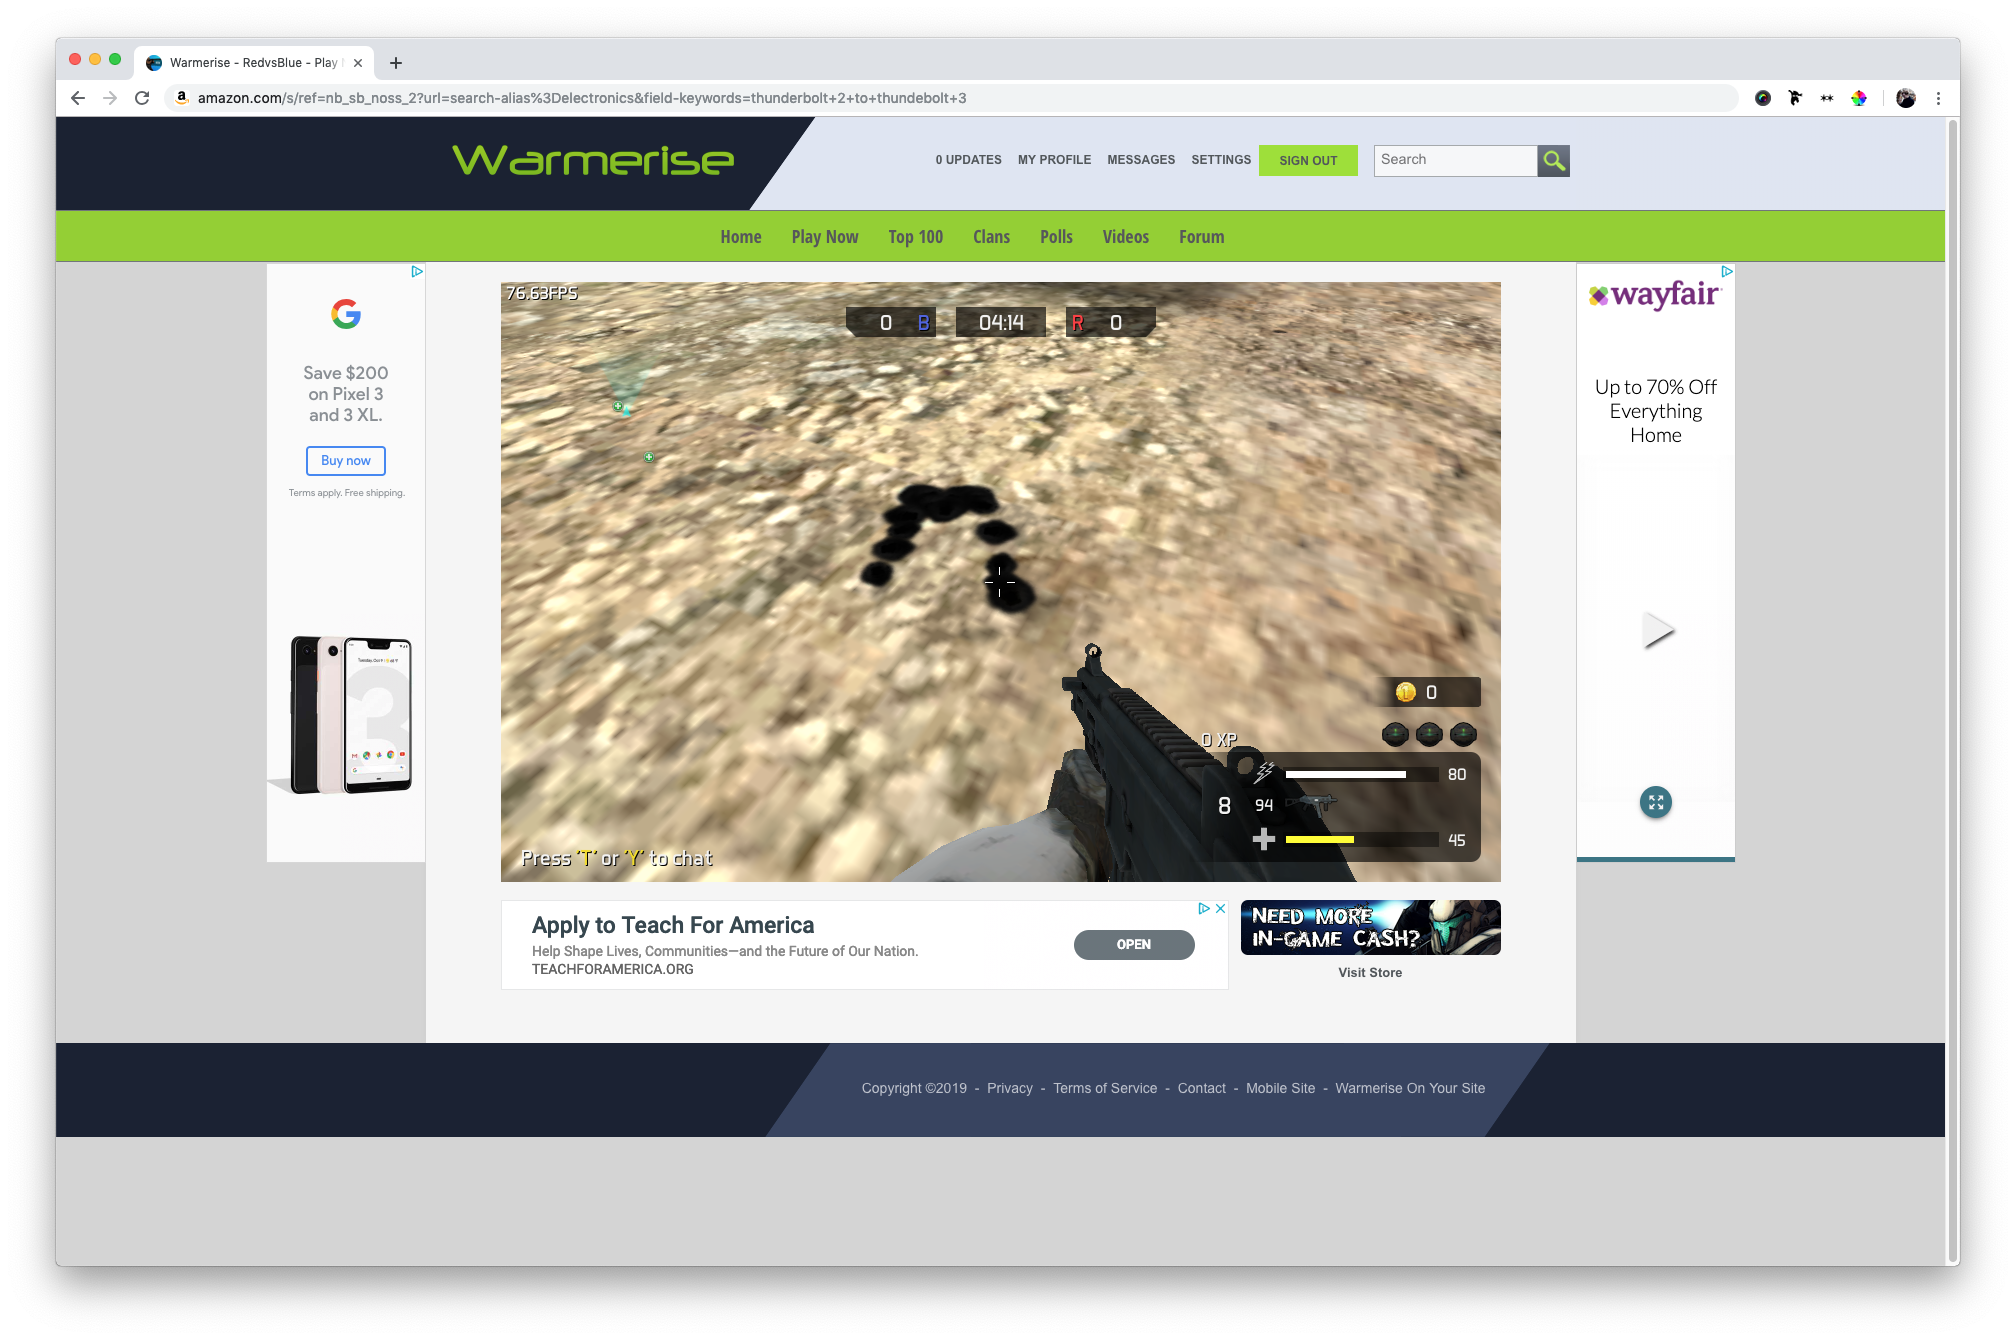 Warmerise - RedvsBlue - Play
amazon.com/s/ref=nb_sb_noss_2?url=search-alias%3Delectronics&field-keywords=thunderbolt+2+to+thundebolt+3
Warmerise
0 UPDATES MY PROFILE MESSAGES SETTINGS SIGN OUT Search
Home Play Now Top 100 Clans Polls Videos Forum
Save $200
on Pixel 3
and 3 XL.
Buy now
Terms apply. Free shipping.
76.63FPS
0 B 04:14 R 0
0
0 XP
80
8 94
45
Press 'T' or 'Y' to chat
wayfair
Up to 70% Off
Everything
Home
Apply to Teach For America
Help Shape Lives, Communities—and the Future of Our Nation.
TEACHFORAMERICA.ORG
OPEN
NEED MORE
IN-GAME CASH?
Visit Store
Copyright ©2019 - Privacy - Terms of Service - Contact - Mobile Site - Warmerise On Your Site